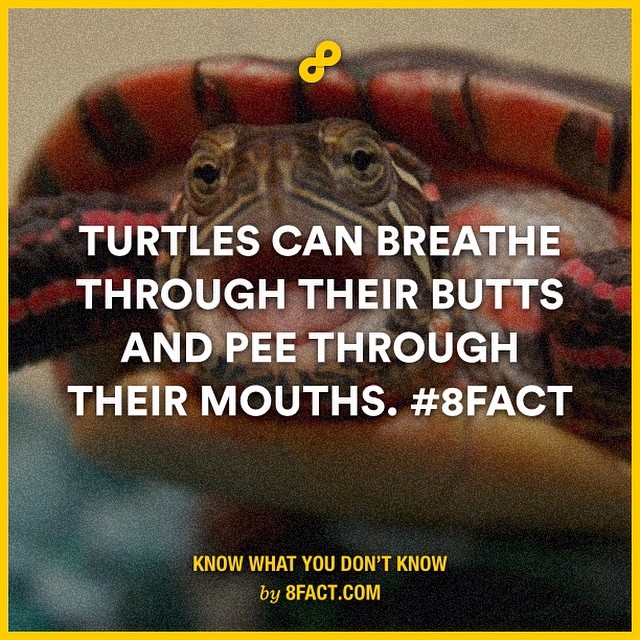 TURTLES CAN BREATHE
THROUGH THEIR BUTTS
AND PEE THROUGH
THEIR MOUTHS. #8FACT
KNOW WHAT YOU DON'T KNOW
by 8FACT.COM